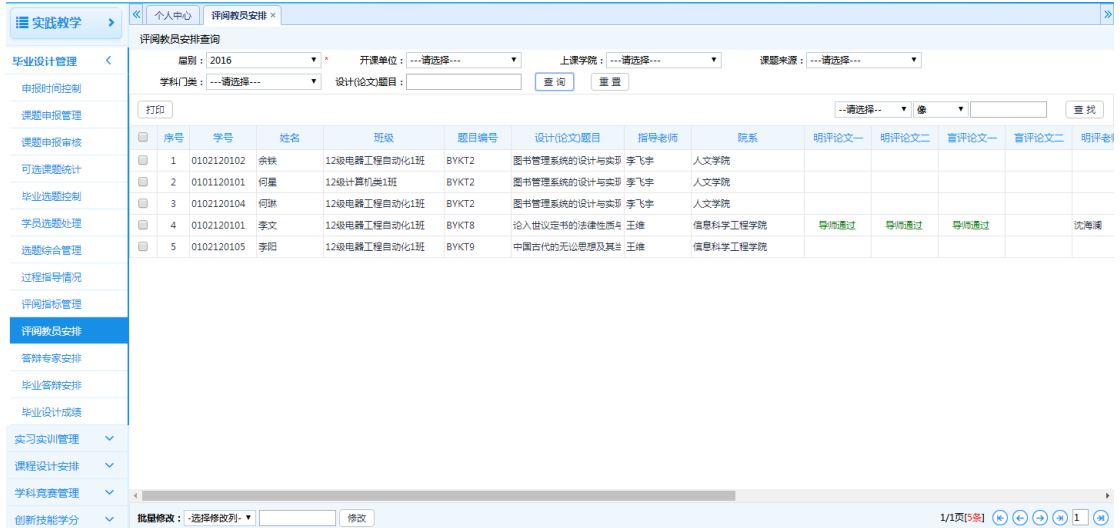 实践教学
个人中心 评阅教员安排 ×
评阅教员安排查询
毕业设计管理
届别：2016 * 开课单位：---请选择--- 上课学院：---请选择--- 课题来源：---请选择---
学科门类：---请选择--- 设计(论文)题目： 查 询 重 置
申报时间控制
课题申报管理
课题申报审核
可选课题统计
毕业选题控制
学员选题处理
选题综合管理
过程指导情况
评阅指标管理
评阅教员安排
答辩专家安排
毕业答辩安排
毕业设计成绩
实习实训管理
课程设计安排
学科竞赛管理
创新技能学分
打印 --请选择-- 像 查 找
序号 学号 姓名 班级 题目编号 设计(论文)题目 指导老师 院系 明评论文一 明评论文二 盲评论文一 盲评论文二 明评老
1 0102120102 余轶 12级电器工程自动化1班 BYKT2 图书管理系统的设计与实现 李飞宇 人文学院
2 0101120101 何星 12级计算机类1班 BYKT2 图书管理系统的设计与实现 李飞宇 人文学院
3 0102120104 何琳 12级电器工程自动化1班 BYKT2 图书管理系统的设计与实现 李飞宇 人文学院
4 0102120101 李文 12级电器工程自动化1班 BYKT8 论入世议定书的法律性质与 王维 信息科学工程学院 导师通过 导师通过 导师通过 沈海澜
5 0102120105 李阳 12级电器工程自动化1班 BYKT9 中国古代的无讼思想及其当 王维 信息科学工程学院
批量修改：-选择修改列- 修改 1/1页[5条] 1